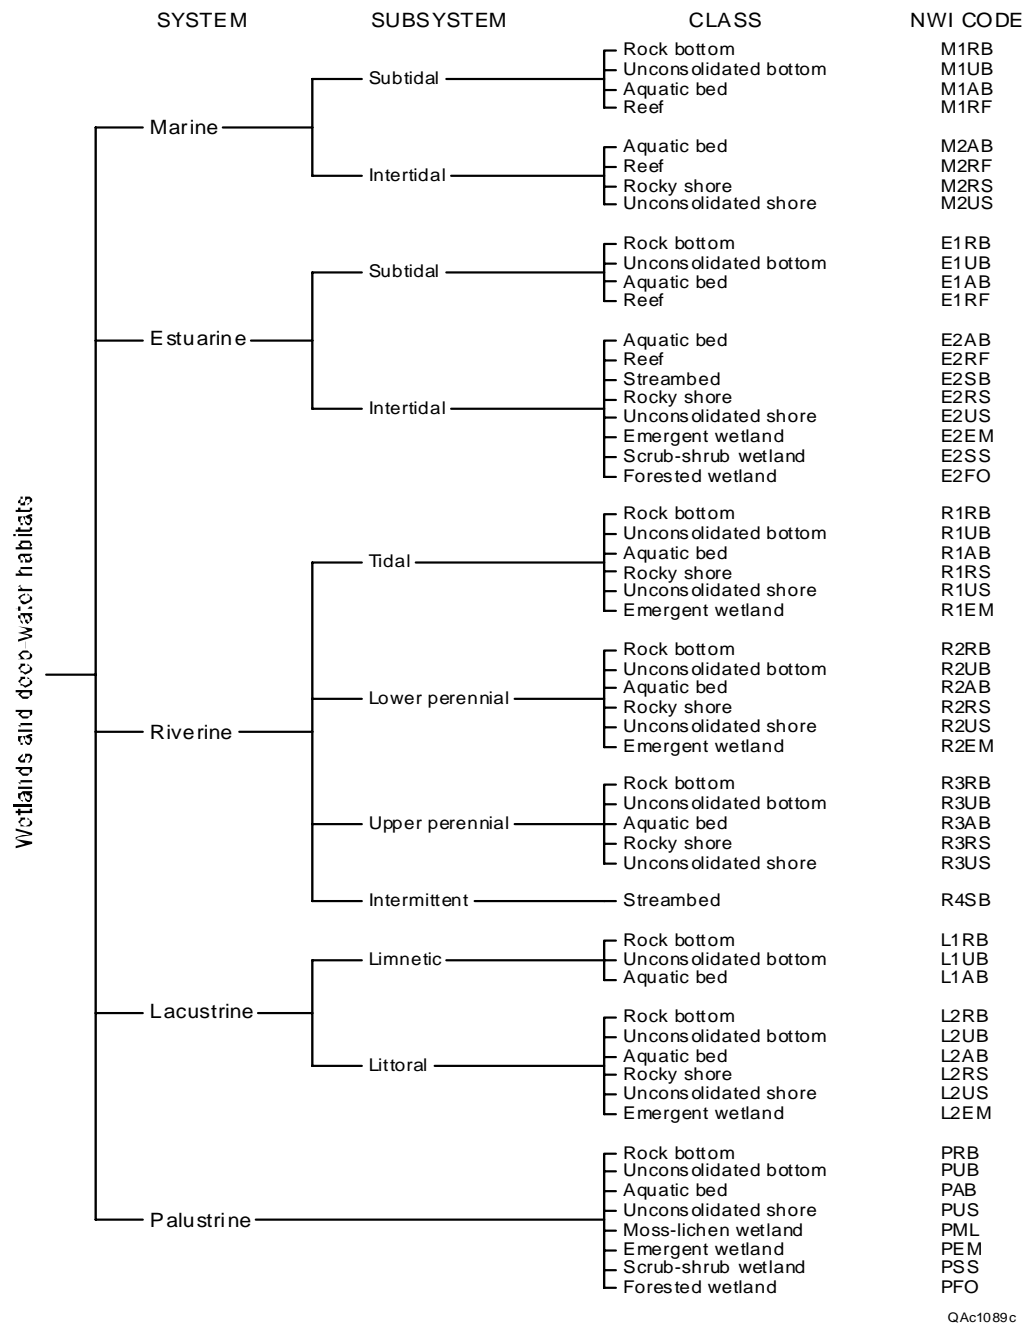 SYSTEM SUBSYSTEM CLASS NWI CODE
Rock bottom M1RB
Unconsolidated bottom M1UB
Subtidal
Aquatic bed M1AB
Reef M1RF
Marine
Aquatic bed M2AB
Reef M2RF
Intertidal
Rocky shore M2RS
Unconsolidated shore M2US
Rock bottom E1RB
Unconsolidated bottom E1UB
Subtidal
Aquatic bed E1AB
Reef E1RF
Estuarine Aquatic bed E2AB
Reef E2RF
Streambed E2SB
Rocky shore E2RS
Intertidal
Unconsolidated shore E2US
Emergent wetland E2EM
Scrub-shrub wetland E2SS
Forested wetland E2FO
Wetlands and deep-water habitats
Rock bottom R1RB
Unconsolidated bottom R1UB
Aquatic bed R1AB
Tidal
Rocky shore R1RS
Unconsolidated shore R1US
Emergent wetland R1EM
Rock bottom R2RB
Unconsolidated bottom R2UB
Aquatic bed R2AB
Lower perennial
Rocky shore R2RS
Unconsolidated shore R2US
Riverine
Emergent wetland R2EM
Rock bottom R3RB
Unconsolidated bottom R3UB
Upper perennial Aquatic bed R3AB
Rocky shore R3RS
Unconsolidated shore R3US
Intermittent Streambed R4SB
Rock bottom L1RB
Limnetic Unconsolidated bottom L1UB
Aquatic bed L1AB
Lacustrine
Rock bottom L2RB
Unconsolidated bottom L2UB
Aquatic bed L2AB
Littoral
Rocky shore L2RS
Unconsolidated shore L2US
Emergent wetland L2EM
Rock bottom PRB
Unconsolidated bottom PUB
Aquatic bed PAB
Unconsolidated shore PUS
Palustrine
Moss-lichen wetland PML
Emergent wetland PEM
Scrub-shrub wetland PSS
Forested wetland PFO
QAc1089c